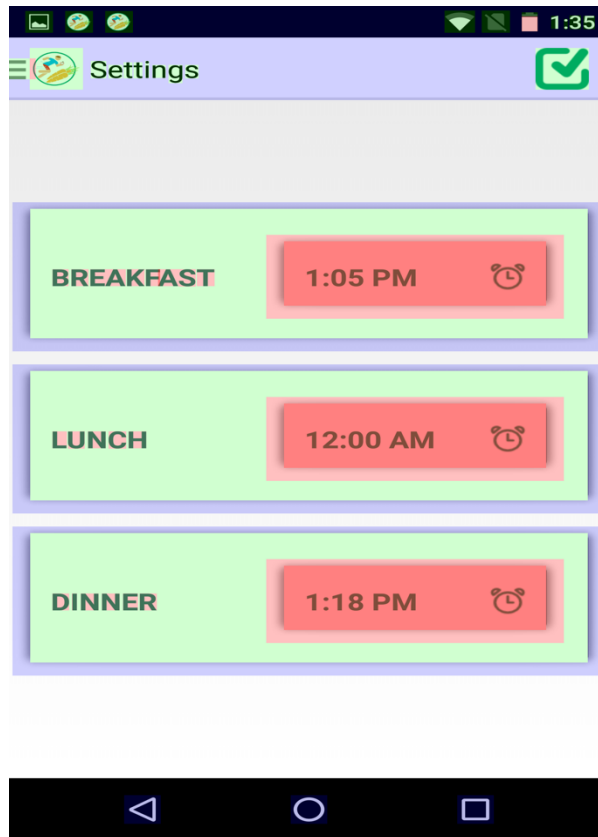 1:35
Settings
BREAKFAST 1:05 PM
LUNCH 12:00 AM
DINNER 1:18 PM